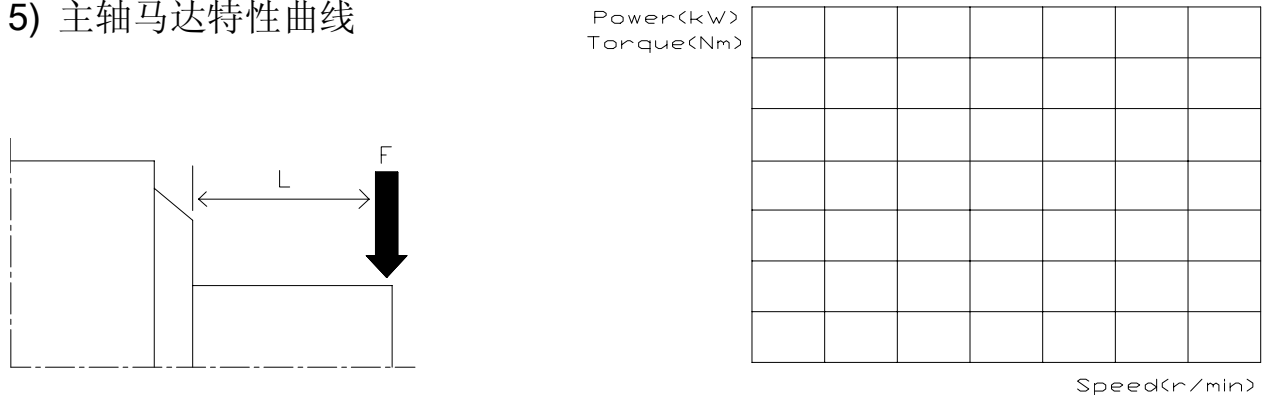 5) 主轴马达特性曲线
Power(kW)
Torque(Nm)
F
L
Speed(r/min)